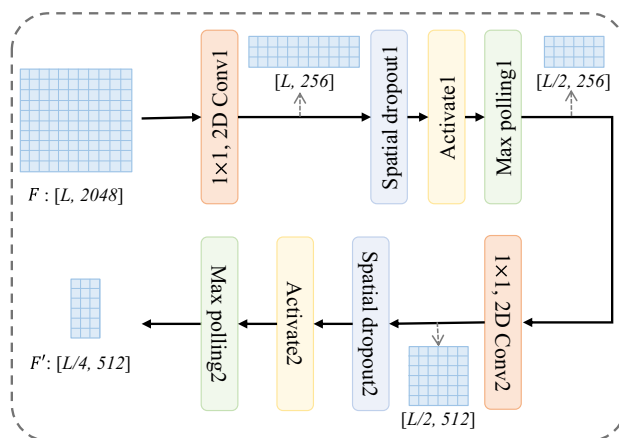 F : [L, 2048]
1×1, 2D Conv1
[L, 256]
Spatial dropout1
Activate1
Max polling1
[L/2, 256]
1×1, 2D Conv2
[L/2, 512]
Spatial dropout2
Activate2
Max polling2
F′: [L/4, 512]